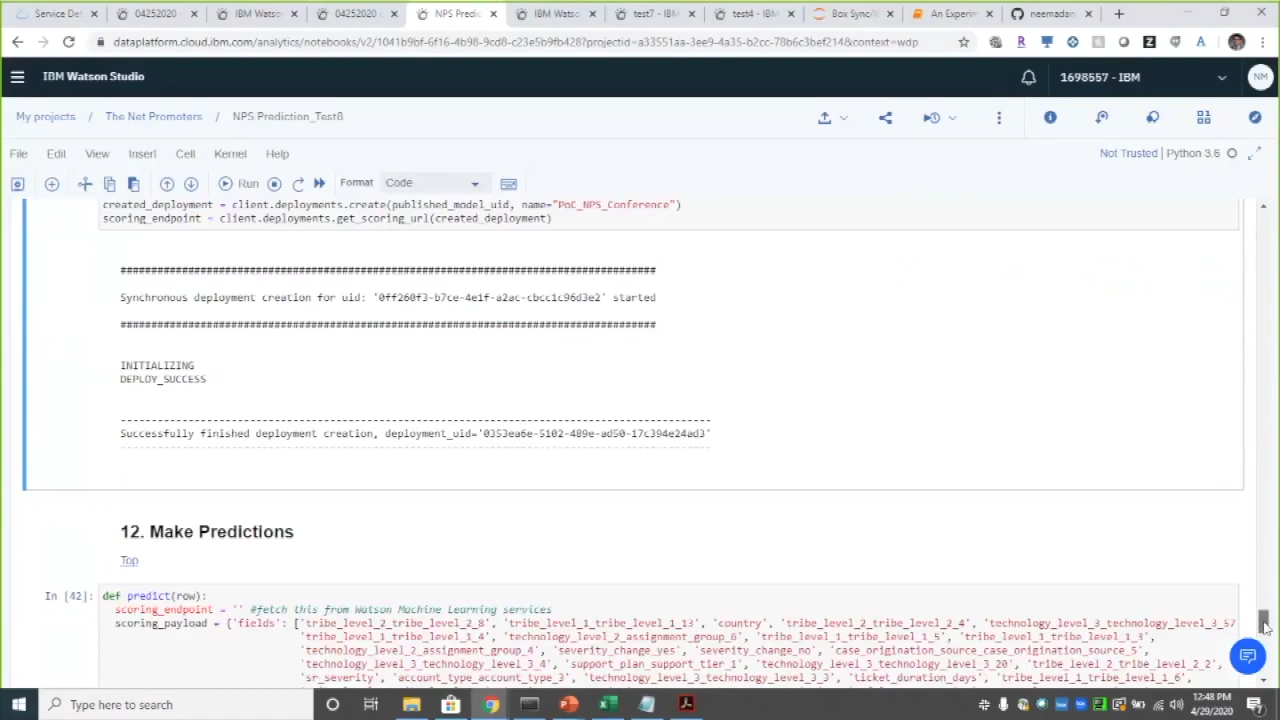 Service Det
04252020
IBM Watso
04252020
NPS Predic
IBM Watso
test7 - IBM
test4 - IBM
Box Sync/
An Experim
neemadan
dataplatform.cloud.ibm.com/analytics/notebooks/v2/1041b9bf-6f16-4b98-9cd8-c23e5b9fb428?projectid=a33551aa-3ee9-4a35-b2cc-78b6c3bef214&context=wdp
IBM Watson Studio
1698557 - IBM
NM
My projects / The Net Promoters / NPS Prediction_Test8
File Edit View Insert Cell Kernel Help
Not Trusted | Python 3.6
Run
Format
Code
created_deployment = client.deployments.create(published_model_uid, name="PoC_NPS_Conference")
scoring_endpoint = client.deployments.get_scoring_url(created_deployment)
#######################################################################################
Synchronous deployment creation for uid: '0ff260f3-b7ce-4e1f-a2ac-cbcc1c96d3e2' started
#######################################################################################
INITIALIZING
DEPLOY_SUCCESS
------------------------------------------------------------------------------------------------
Successfully finished deployment creation, deployment_uid='0353ea6e-5102-489e-ad50-17c394e24ad3'
------------------------------------------------------------------------------------------------
12. Make Predictions
Top
In [42]: def predict(row):
scoring_endpoint = '' #fetch this from Watson Machine Learning services
scoring_payload = {'fields': ['tribe_level_2_tribe_level_2_8', 'tribe_level_1_tribe_level_1_13', 'country', 'tribe_level_2_tribe_level_2_4', 'technology_level_3_technology_level_3_5'
'tribe_level_1_tribe_level_1_4', 'technology_level_2_assignment_group_6', 'tribe_level_1_tribe_level_1_5', 'tribe_level_1_tribe_level_1_3',
'technology_level_2_assignment_group_4', 'severity_change_yes', 'severity_change_no', 'case_origination_source_case_origination_source_5',
'technology_level_3_technology_level_3_6', 'support_plan_support_tier_1', 'technology_level_3_technology_level_3_20', 'tribe_level_2_tribe_level_2_2',
'sr_severity', 'account_type_account_type_3', 'technology_level_3_technology_level_3_3', 'ticket_duration_days', 'tribe_level_1_tribe_level_1_6',
Type here to search
12:48 PM
4/29/2020